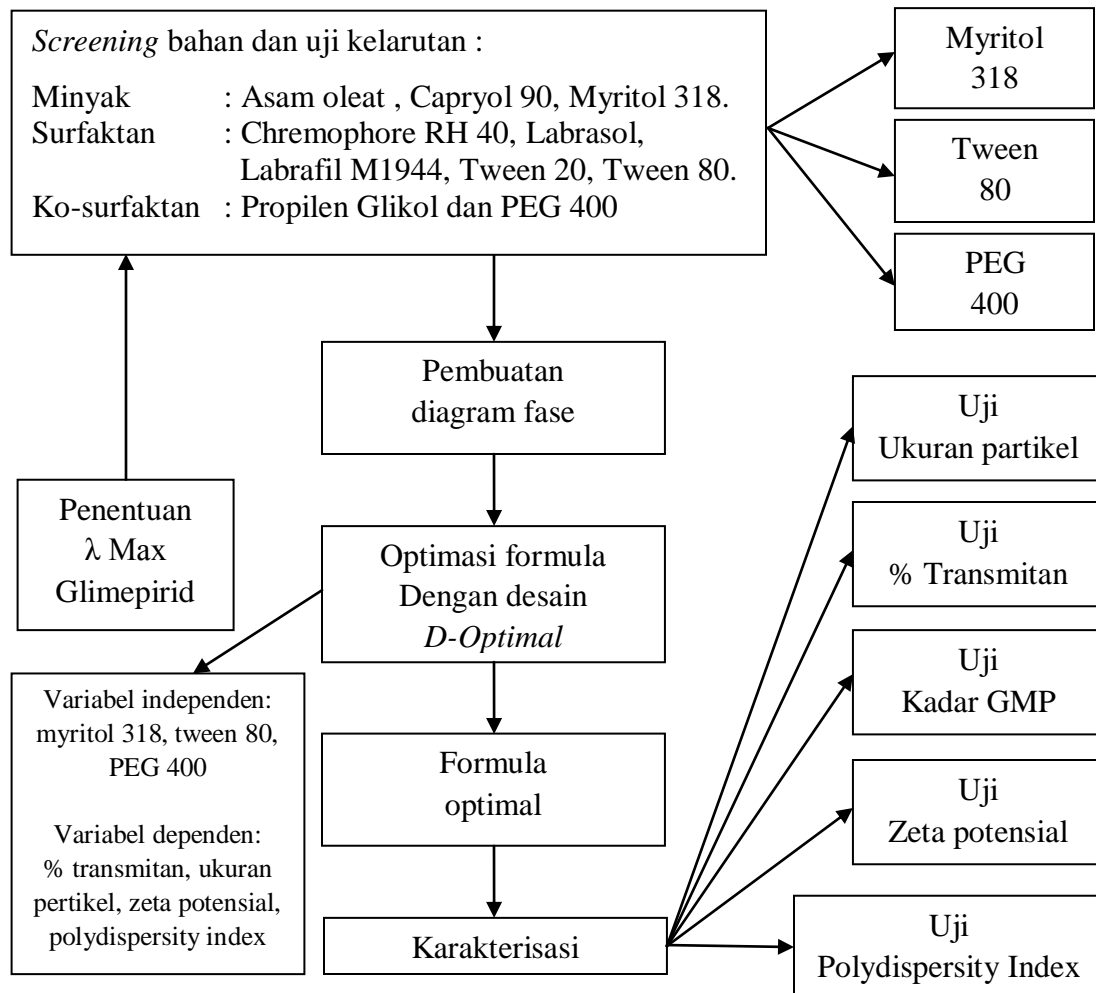 Screening bahan dan uji kelarutan :
Minyak : Asam oleat , Capryol 90, Myritol 318.
Surfaktan : Chremophore RH 40, Labrasol,
Labrafil M1944, Tween 20, Tween 80.
Ko-surfaktan : Propilen Glikol dan PEG 400
Myritol
318
Tween
80
PEG
400
Pembuatan
diagram fase
Penentuan
λ Max
Glimepirid
Optimasi formula
Dengan desain
D-Optimal
Variabel independen:
myritol 318, tween 80,
PEG 400
Variabel dependen:
% transmitan, ukuran
pertikel, zeta potensial,
polydispersity index
Formula
optimal
Karakterisasi
Uji
Ukuran partikel
Uji
% Transmitan
Uji
Kadar GMP
Uji
Zeta potensial
Uji
Polydispersity Index